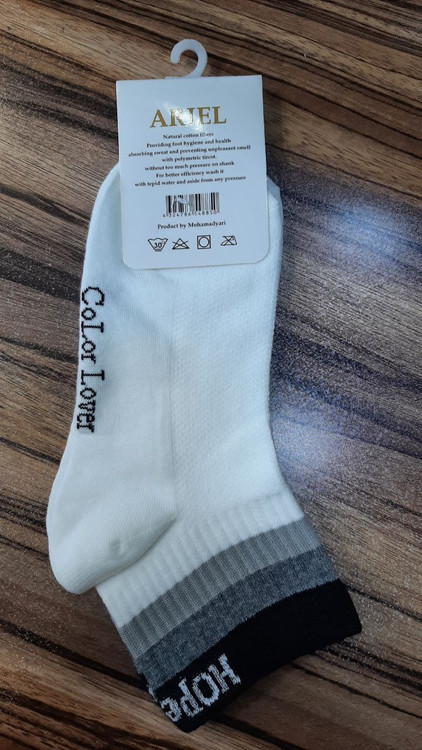 ARIEL
Natural cotton fibers
Providing foot hygiene and health
absorbing sweat and preventing unpleasant smell
with polymetric tirent.
without too much pressure on shank
For better efficiency wash it
with tepid water and aside from any pressure
Product by Mohamadyari
30°
CoLor Lover
HOPe